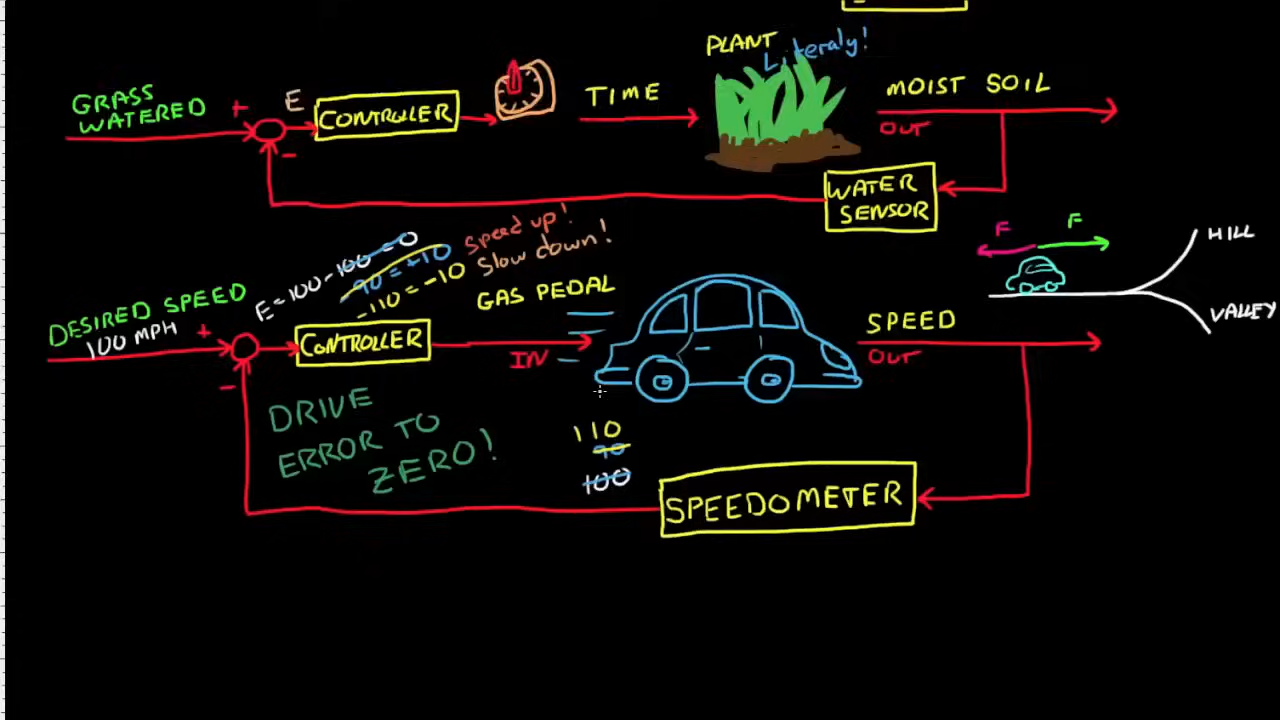 PLANT
Literaly!
GRASS
WATERED
+
E
CONTROLLER
TIME
MOIST SOIL
OUT
-
WATER
SENSOR
E=100-100=0
-90=+10
-110=-10
speed up!
Slow down!
F
F
HILL
VALLEY
DESIRED SPEED
100 MPH
+
CONTROLLER
GAS PEDAL
IN
SPEED
OUT
-
DRIVE
ERROR TO
ZERO!
110
90
100
SPEEDOMETER